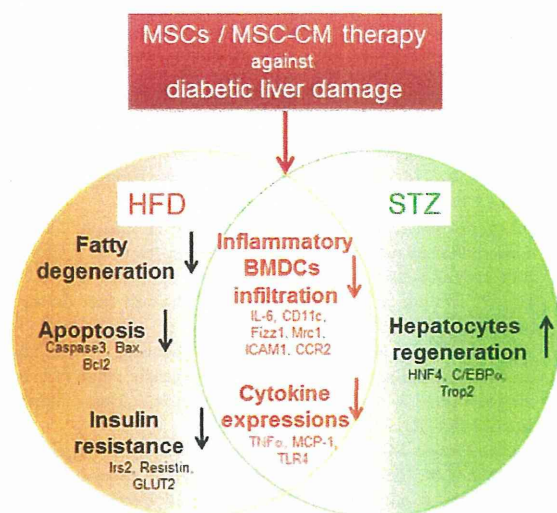 MSCs / MSC-CM therapy
against
diabetic liver damage
HFD
STZ
Fatty
degeneration
Apoptosis
Caspase3, Bax,
Bcl2
Insulin
resistance
Irs2, Resistin,
GLUT2
Inflammatory
BMDCs
infiltration
IL-6, CD11c,
Fizz1, Mrc1,
ICAM1, CCR2
Cytokine
expressions
TNFα, MCP-1,
TLR4
Hepatocytes
regeneration
HNF4, C/EBPα,
Trop2